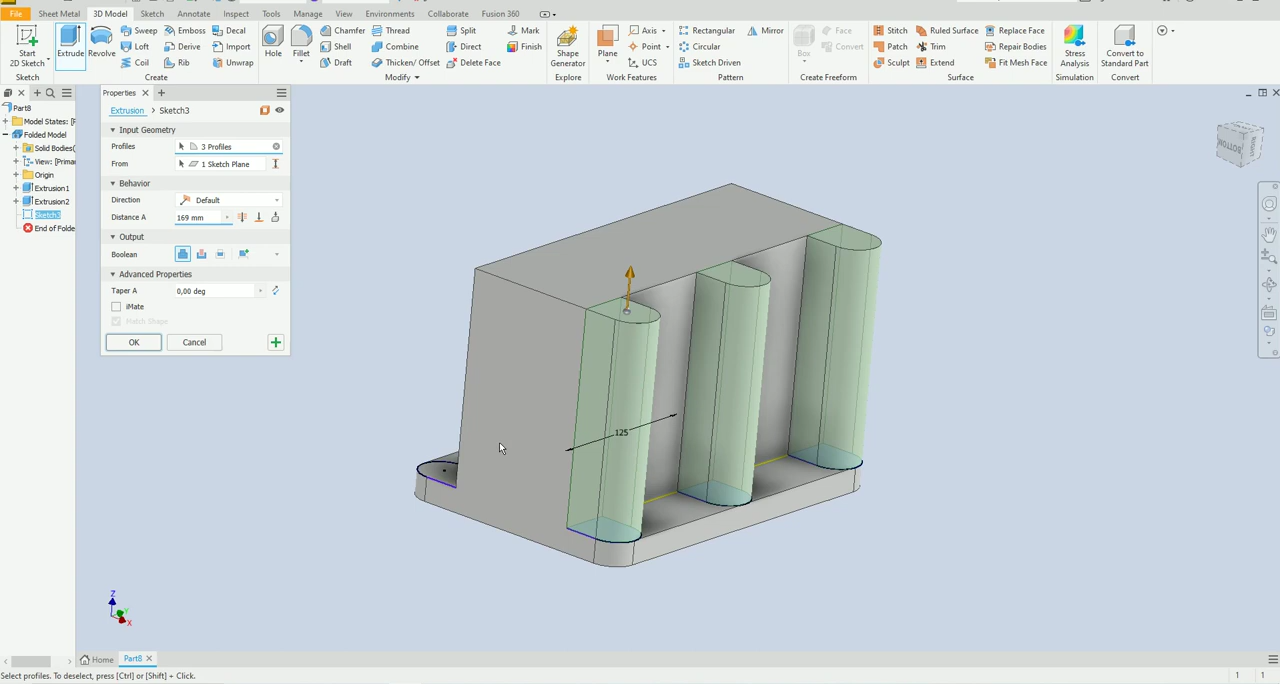 File Sheet Metal 3D Model Sketch Annotate Inspect Tools Manage View Environments Collaborate Fusion 360
Start
2D Sketch
Sketch
Extrude
Revolve
Sweep
Loft
Coil
Emboss
Derive
Rib
Decal
Import
Unwrap
Create
Hole
Fillet
Chamfer
Shell
Draft
Thread
Combine
Thicken/ Offset
Split
Direct
Delete Face
Mark
Finish
Modify
Shape
Generator
Explore
Plane
Axis
Point
UCS
Work Features
Rectangular
Circular
Sketch Driven
Mirror
Pattern
Box
Face
Convert
Create Freeform
Stitch
Patch
Sculpt
Ruled Surface
Trim
Extend
Replace Face
Repair Bodies
Fit Mesh Face
Surface
Stress
Analysis
Simulation
Convert to
Standard Part
Convert
Part8
Model States: [P
Folded Model
Solid Bodies(
View: [Primar
Origin
Extrusion1
Extrusion2
Sketch3
End of Folde
Properties
Extrusion > Sketch3
Input Geometry
Profiles 3 Profiles
From 1 Sketch Plane
Behavior
Direction Default
Distance A 169 mm
Output
Boolean
Advanced Properties
Taper A 0,00 deg
iMate
Match Shape
OK Cancel
BOTTOM
125
Z
Y
X
Home Part8
Select profiles. To deselect, press [Ctrl] or [Shift] + Click.
1 1